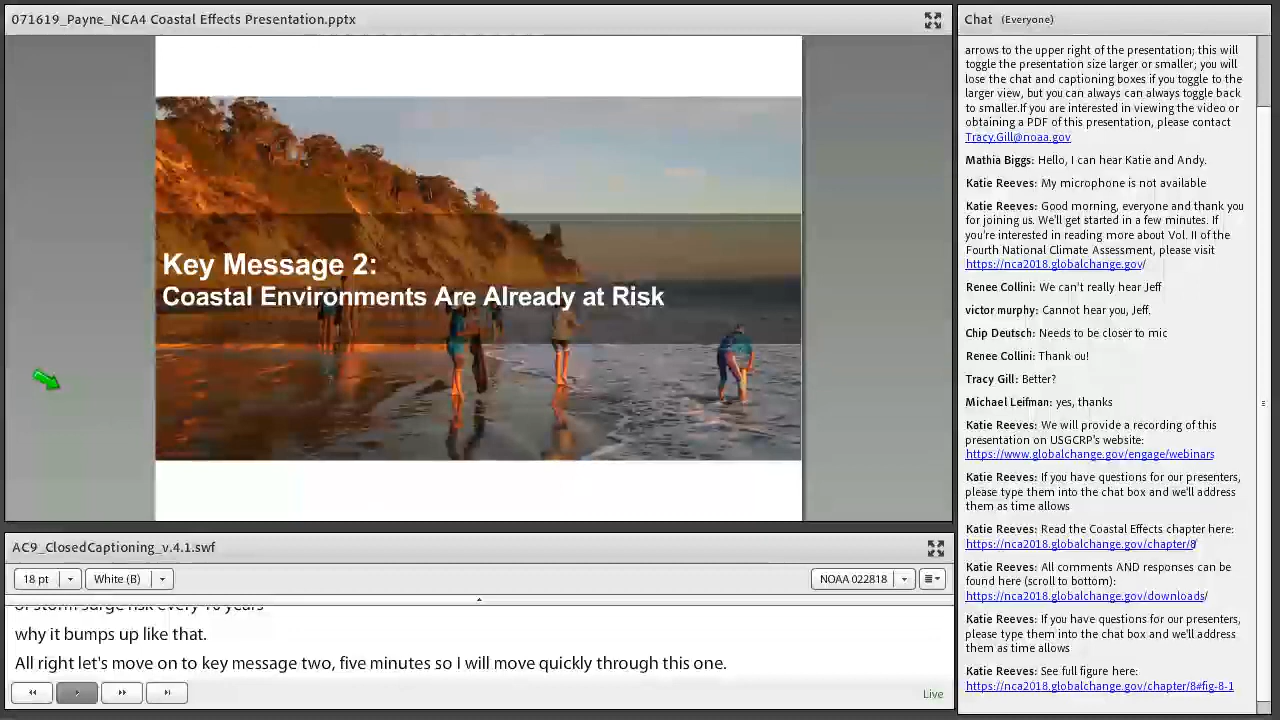 071619_Payne_NCA4 Coastal Effects Presentation.pptx
Key Message 2:
Coastal Environments Are Already at Risk
AC9_ClosedCaptioning_v.4.1.swf
18 pt
White (B)
NOAA 022818
of storm surge risk every 10 years
why it bumps up like that.
All right let's move on to key message two, five minutes so I will move quickly through this one.
Live
Chat (Everyone)
arrows to the upper right of the presentation; this will
toggle the presentation size larger or smaller; you will
lose the chat and captioning boxes if you toggle to the
larger view, but you can always can always toggle back
to smaller.If you are interested in viewing the video or
obtaining a PDF of this presentation, please contact
Tracy.Gill@noaa.gov
Mathia Biggs: Hello, I can hear Katie and Andy.
Katie Reeves: My microphone is not available
Katie Reeves: Good morning, everyone and thank you
for joining us. We'll get started in a few minutes. If
you're interested in reading more about Vol. II of the
Fourth National Climate Assessment, please visit
https://nca2018.globalchange.gov/
Renee Collini: We can't really hear Jeff
victor murphy: Cannot hear you, Jeff.
Chip Deutsch: Needs to be closer to mic
Renee Collini: Thank ou!
Tracy Gill: Better?
Michael Leifman: yes, thanks
Katie Reeves: We will provide a recording of this
presentation on USGCRP's website:
https://www.globalchange.gov/engage/webinars
Katie Reeves: If you have questions for our presenters,
please type them into the chat box and we'll address
them as time allows
Katie Reeves: Read the Coastal Effects chapter here:
https://nca2018.globalchange.gov/chapter/8/
Katie Reeves: All comments AND responses can be
found here (scroll to bottom):
https://nca2018.globalchange.gov/downloads/
Katie Reeves: If you have questions for our presenters,
please type them into the chat box and we'll address
them as time allows
Katie Reeves: See full figure here:
https://nca2018.globalchange.gov/chapter/8#fig-8-1